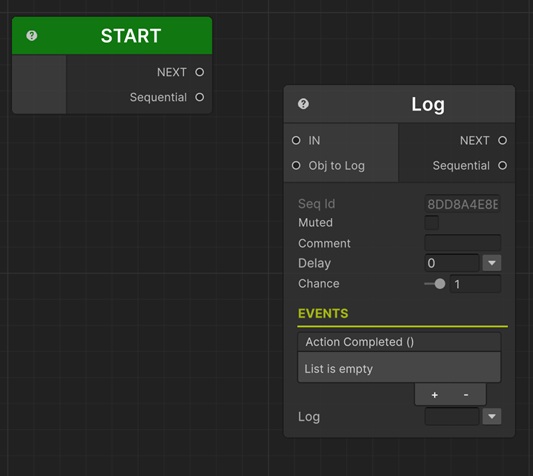 START
NEXT
Sequential
Log
IN
NEXT
Obj to Log
Sequential
Seq Id 8DD8A4E8E
Muted
Comment
Delay 0
Chance 1
EVENTS
Action Completed ()
List is empty
+ -
Log